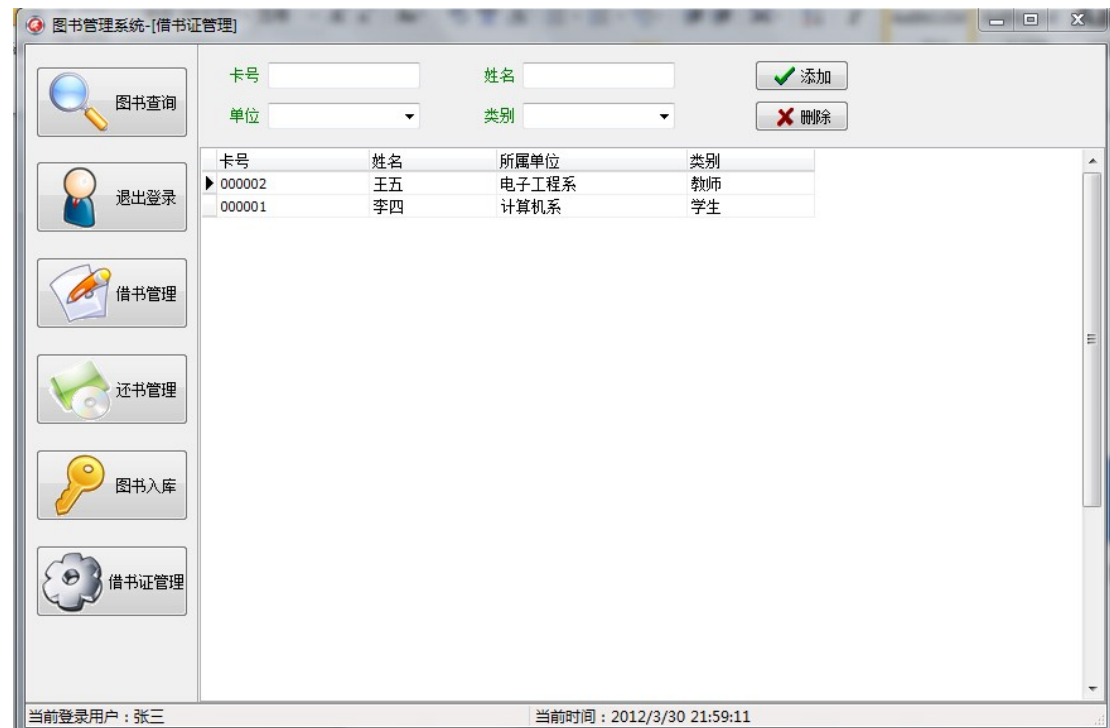 图书管理系统-[借书证管理]
图书查询
退出登录
借书管理
还书管理
图书入库
借书证管理
卡号 姓名 添加
单位 类别 删除
卡号 姓名 所属单位 类别
000002 王五 电子工程系 教师
000001 李四 计算机系 学生
当前登录用户：张三 当前时间：2012/3/30 21:59:11